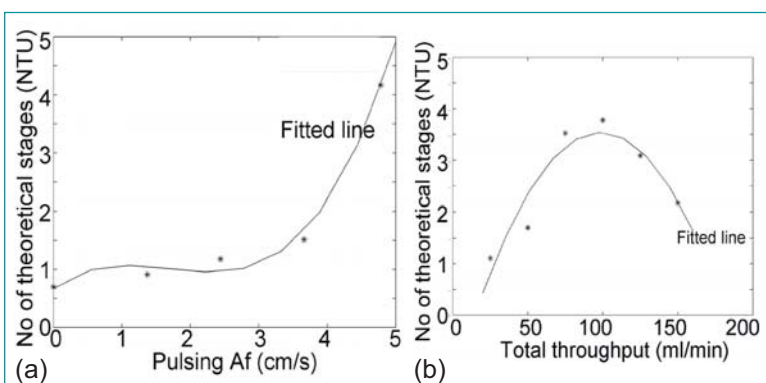 No of theoretical stages (NTU)
5
4
3
2
1
0
Fitted line
0
1
2
3
4
5
Pulsing Af (cm/s)
(a)
No of theoretical stages (NTU)
5
4
3
2
1
0
Fitted line
0
50
100
150
200
Total throughput (ml/min)
(b)